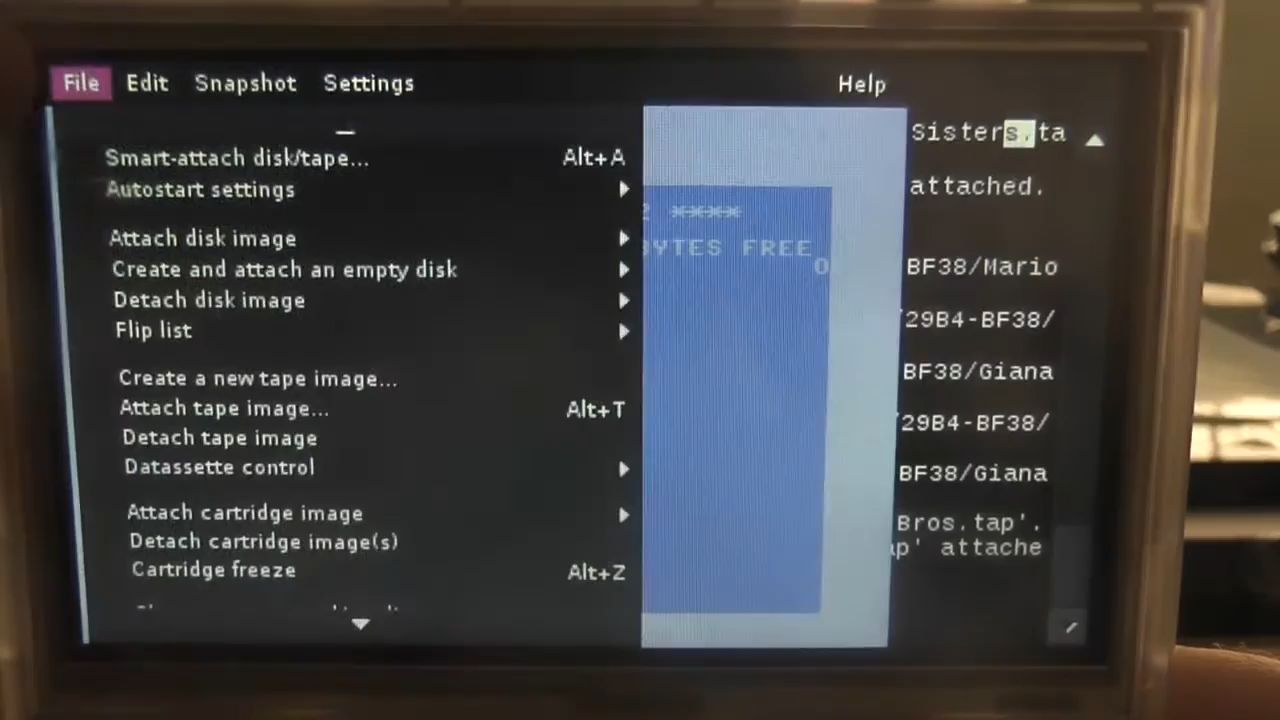 File Edit Snapshot Settings Help
Smart-attach disk/tape... Alt+A
Autostart settings
Attach disk image
Create and attach an empty disk
Detach disk image
Flip list
Create a new tape image...
Attach tape image... Alt+T
Detach tape image
Datassette control
Attach cartridge image
Detach cartridge image(s)
Cartridge freeze Alt+Z
****
BYTES FREE
Sisters.ta
attached.
BF38/Mario
/29B4-BF38/
BF38/Giana
/29B4-BF38/
BF38/Giana
Bros.tap'.
ap' attache